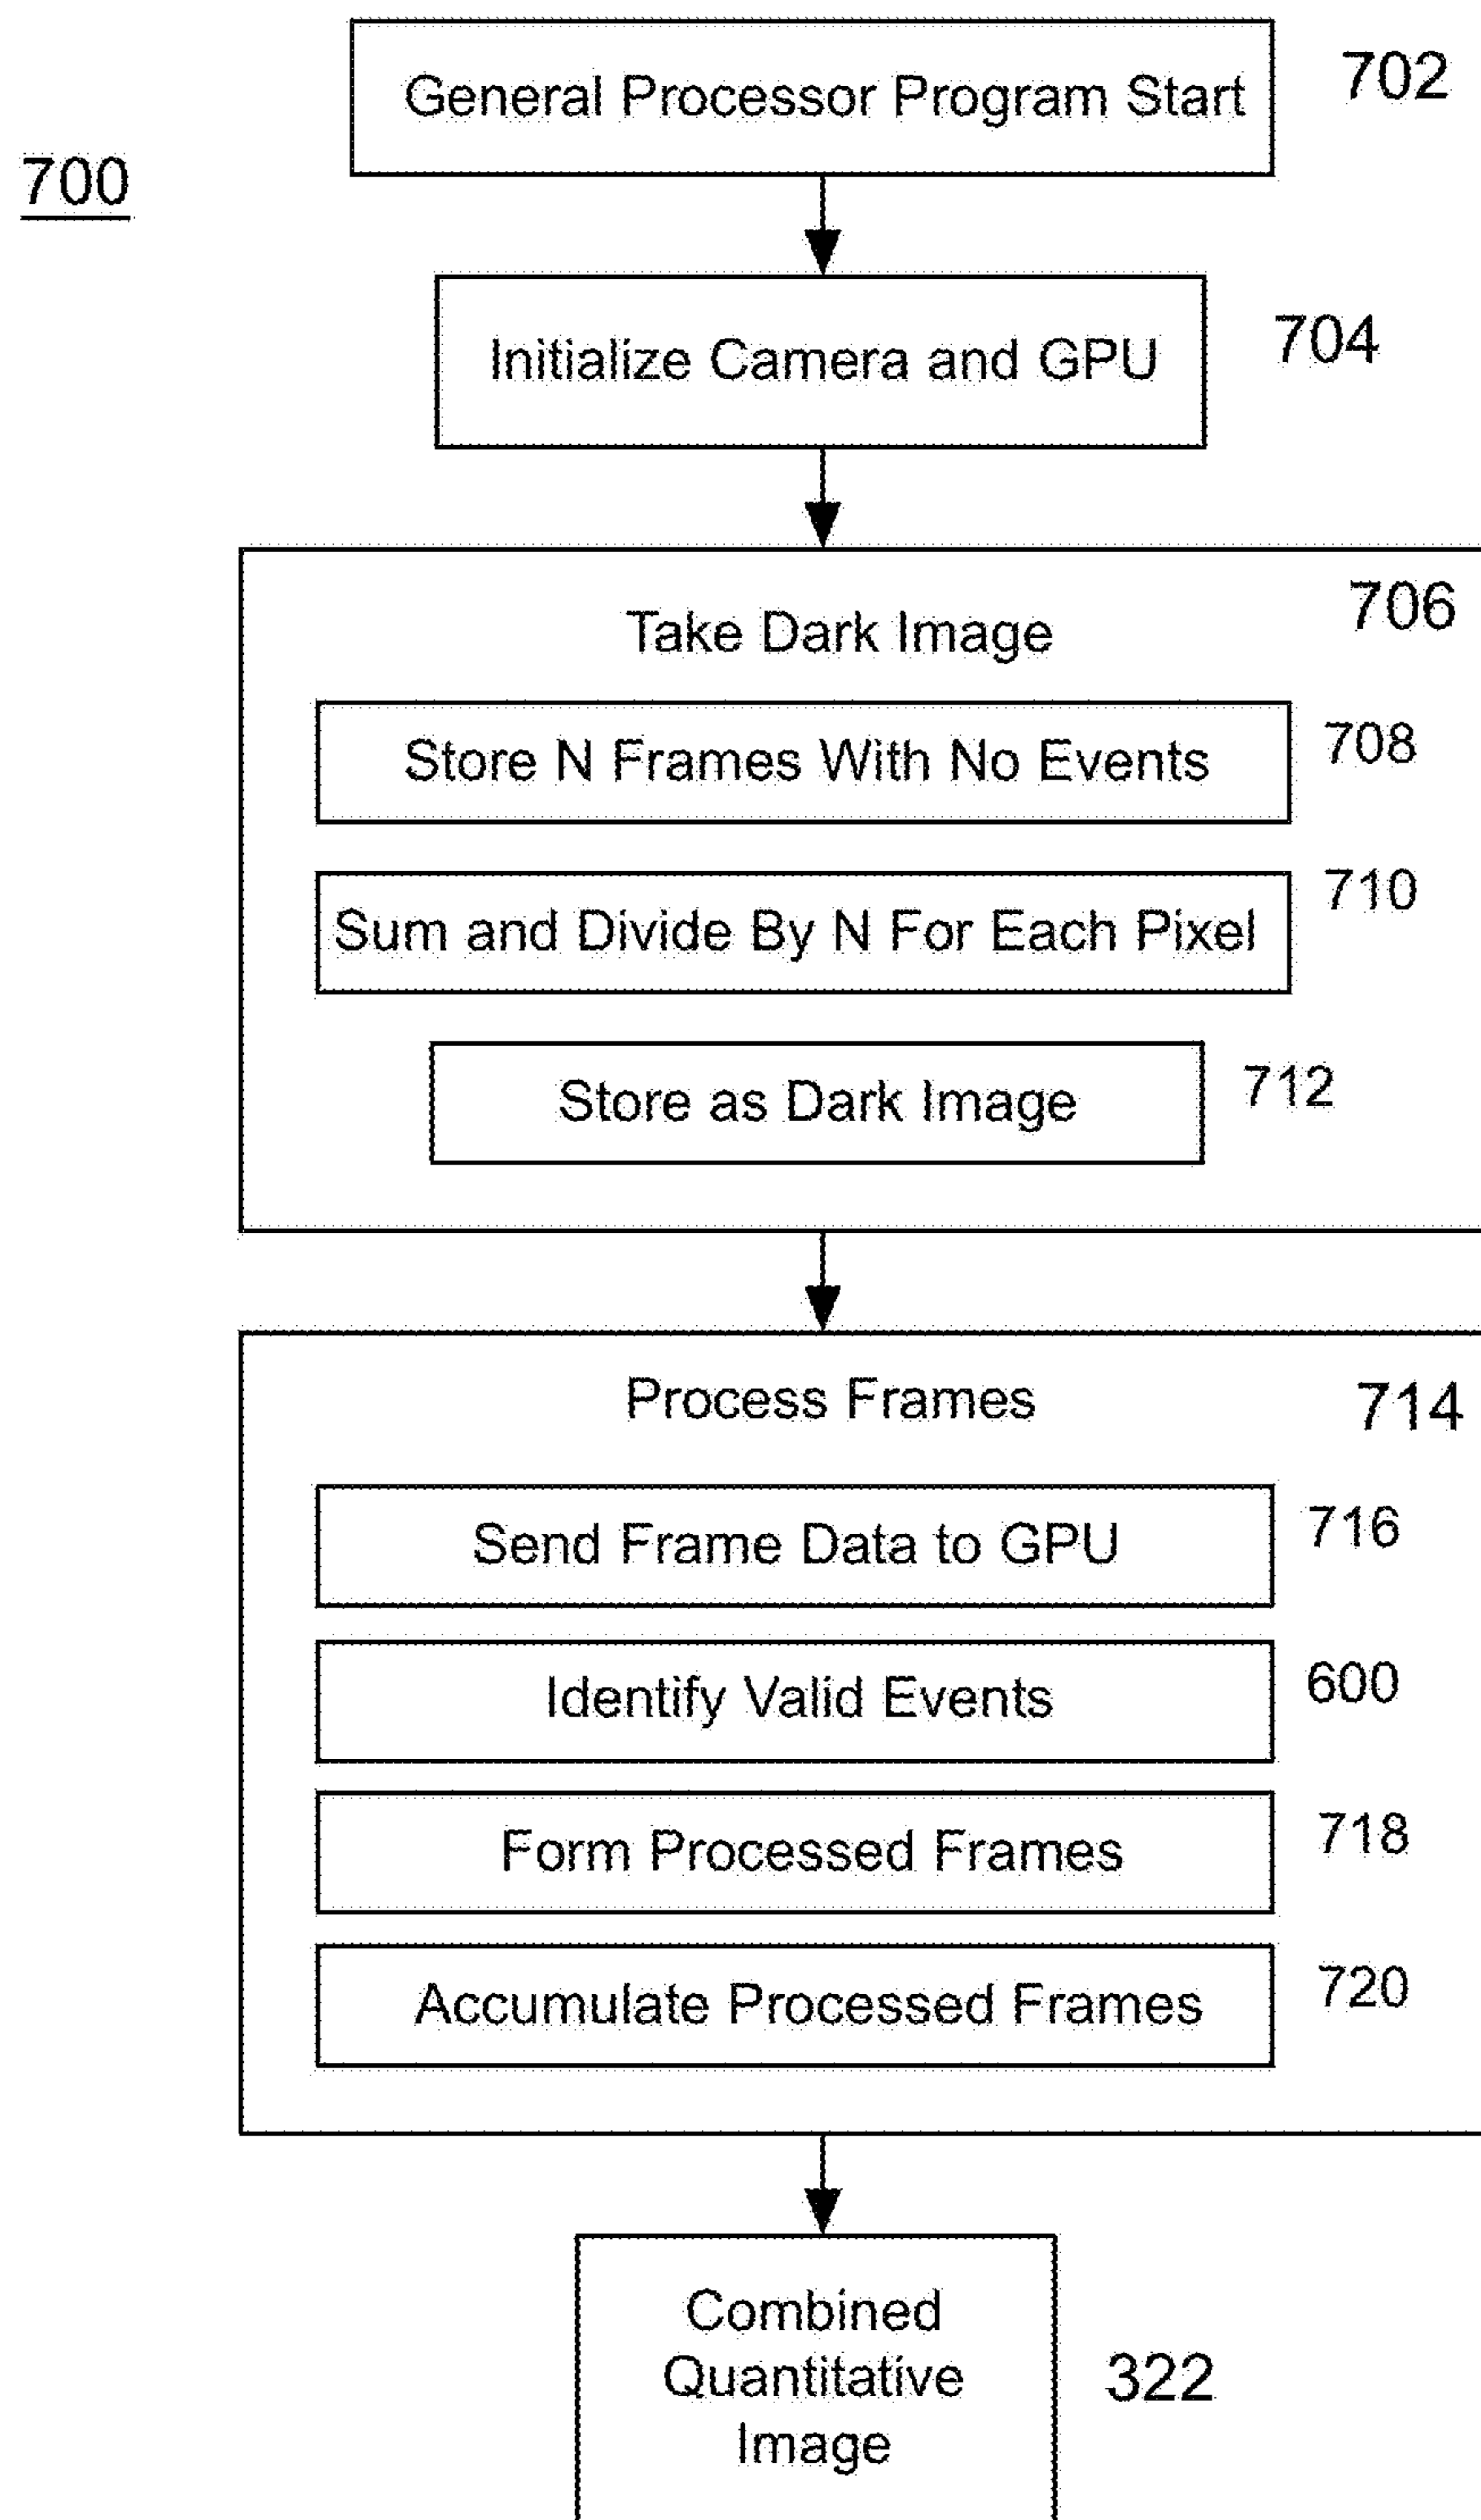 General Processor Program Start
702
700
Initialize Camera and GPU
704
Take Dark Image
706
Store N Frames With No Events
708
Sum and Divide By N For Each Pixel
710
Store as Dark Image
712
Process Frames
714
Send Frame Data to GPU
716
Identify Valid Events
600
Form Processed Frames
718
Accumulate Processed Frames
720
Combined
Quantitative
Image
322